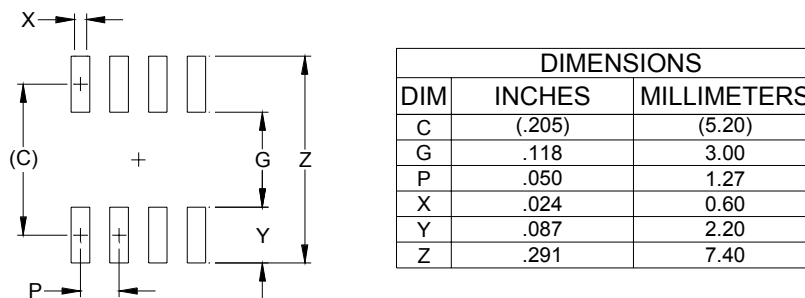 X
(C)
G
Z
Y
P
DIMENSIONS
DIM INCHES MILLIMETERS
C (.205) (5.20)
G .118 3.00
P .050 1.27
X .024 0.60
Y .087 2.20
Z .291 7.40